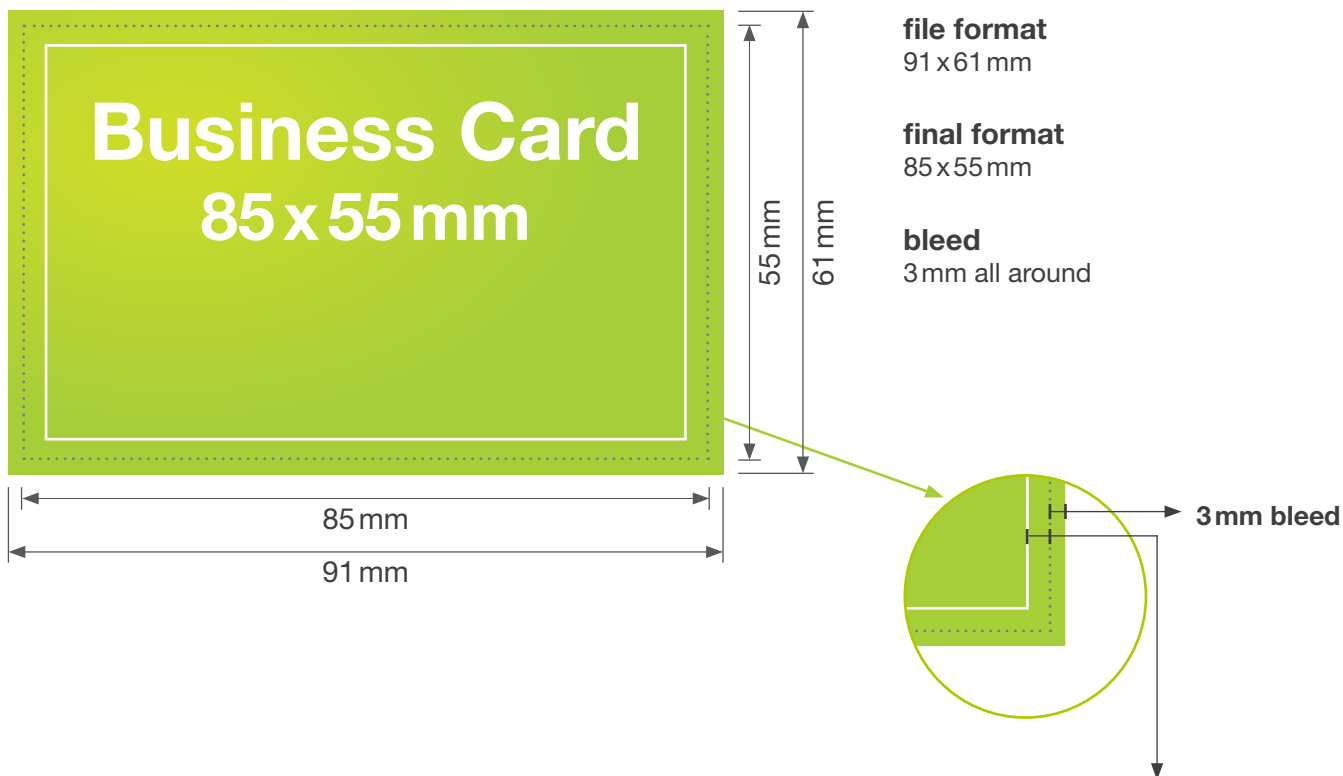 Business Card
85 x 55 mm
file format
91 x 61 mm
final format
85 x 55 mm
bleed
3 mm all around
55 mm
61 mm
85 mm
91 mm
3 mm bleed